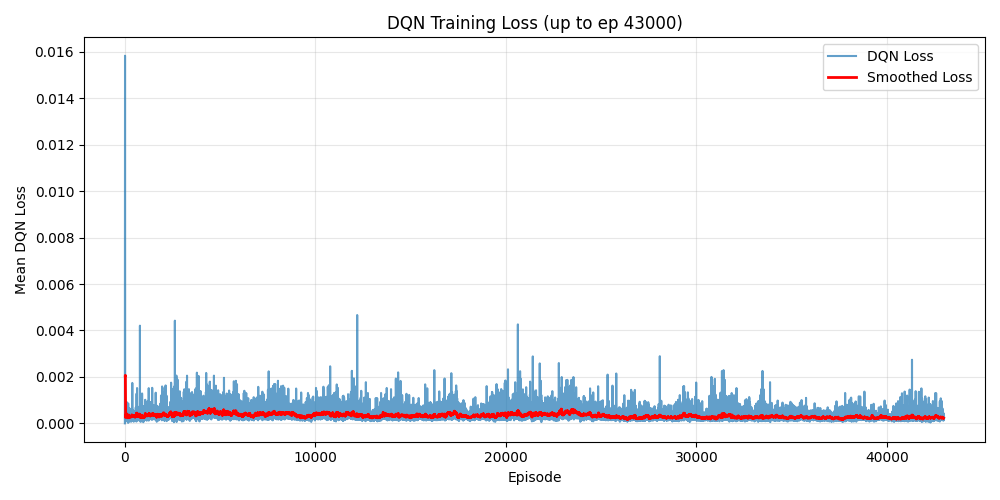 DQN Training Loss (up to ep 43000)
DQN Loss
Smoothed Loss
Mean DQN Loss
0.016
0.014
0.012
0.010
0.008
0.006
0.004
0.002
0.000
0
10000
20000
30000
40000
Episode